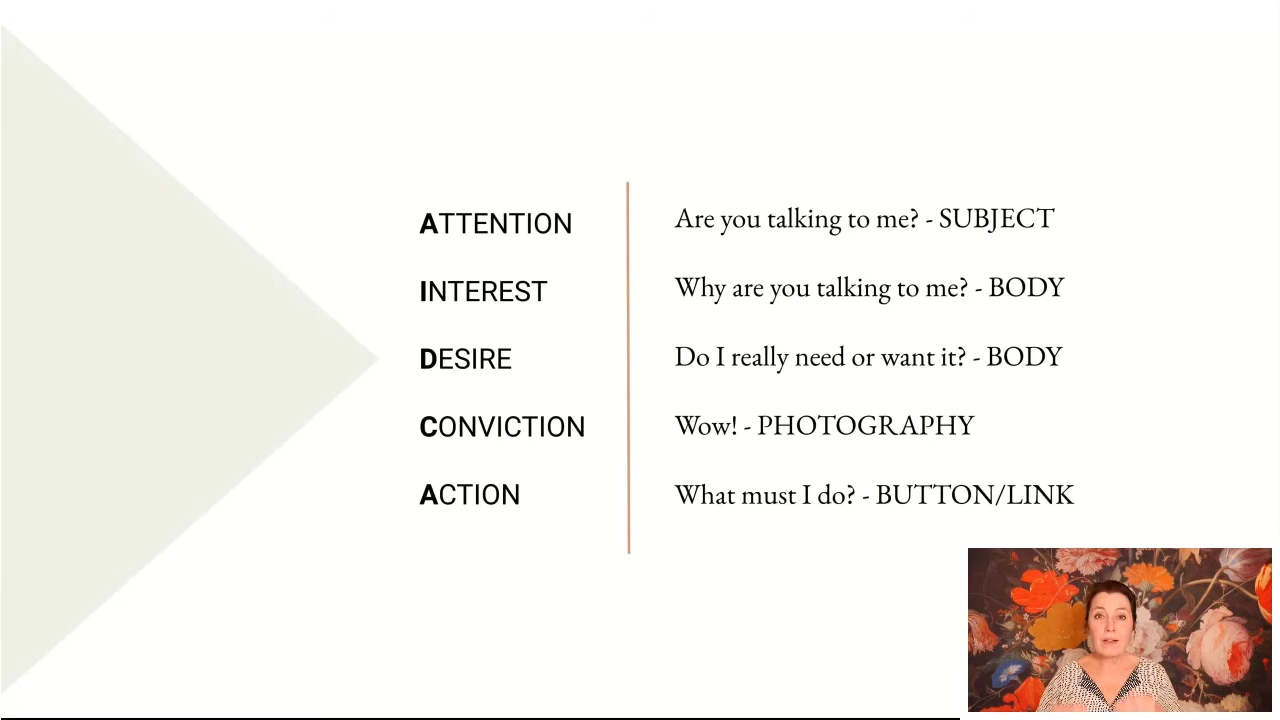 ATTENTION
Are you talking to me? - SUBJECT
INTEREST
Why are you talking to me? - BODY
DESIRE
Do I really need or want it? - BODY
CONVICTION
Wow! - PHOTOGRAPHY
ACTION
What must I do? - BUTTON/LINK